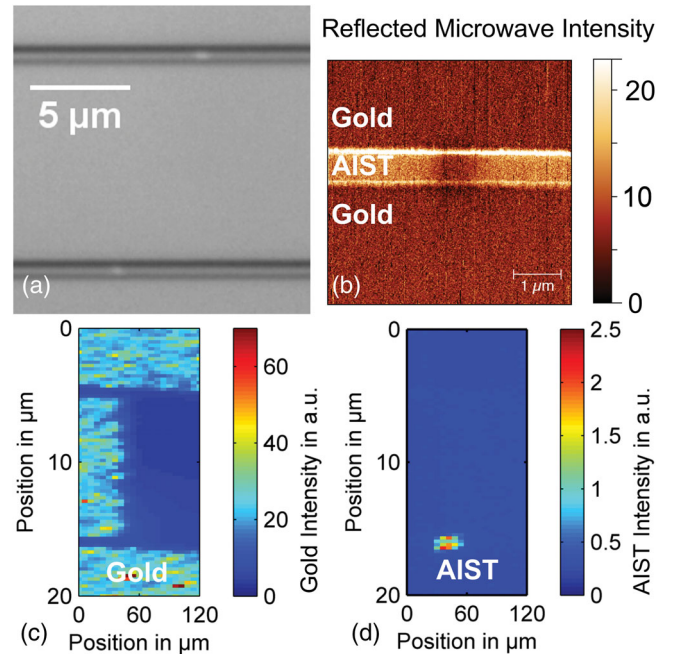 5 µm
(a)
Reflected Microwave Intensity
Gold
AIST
Gold
(b)
1 µm
20
10
0
0
10
20
0
60
120
Position in µm
Position in µm
Gold
(c)
60
40
20
0
Gold Intensity in a.u.
0
10
20
0
60
120
Position in µm
Position in µm
AIST
(d)
2.5
2
1.5
1
0.5
0
AIST Intensity in a.u.